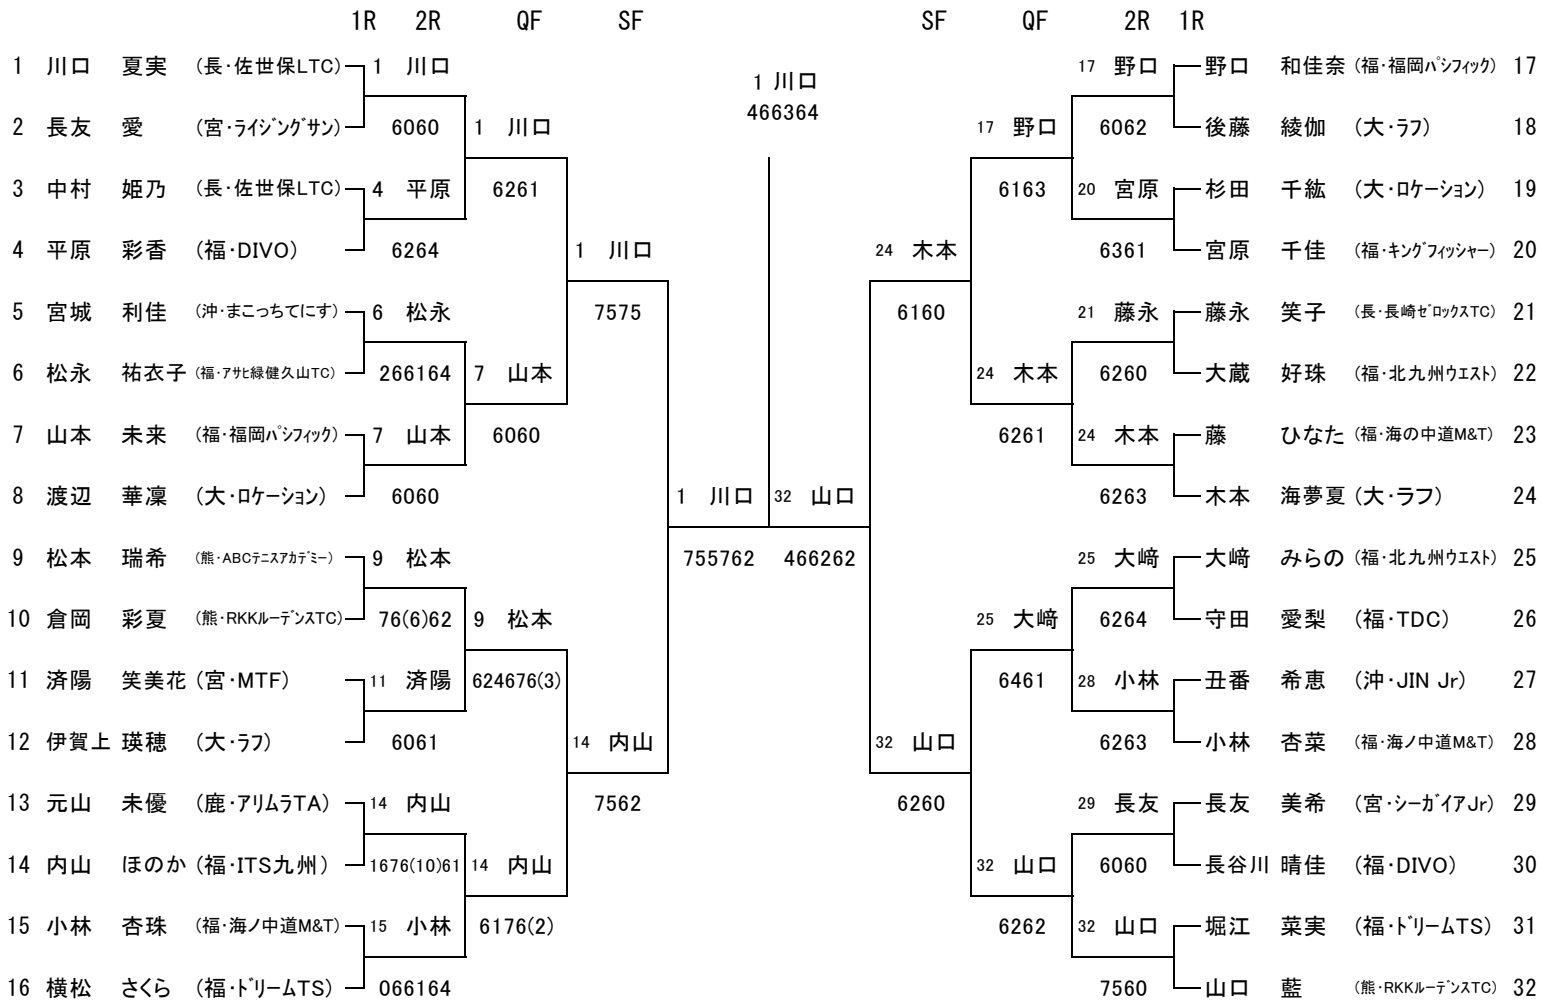 1R 2R QF SF SF QF 2R 1R
1 川口 夏実 (長・佐世保LTC) 1 川口 17 野口 野口 和佳奈 (福・福岡パシフィック) 17
1 川口
466364
2 長友 愛 (宮・ライジングサン) 6060 1 川口 17 野口 6062 後藤 綾伽 (大・ラフ) 18
3 中村 姫乃 (長・佐世保LTC) 4 平原 6261 6163 20 宮原 杉田 千紘 (大・ロケーション) 19
4 平原 彩香 (福・DIVO) 6264 1 川口 24 木本 6361 宮原 千佳 (福・キングフィッシャー) 20
5 宮城 利佳 (沖・まこっちてにす) 6 松永 7575 6160 21 藤永 藤永 笑子 (長・長崎ゼロックスTC) 21
6 松永 祐衣子 (福・アサヒ緑健久山TC) 266164 7 山本 24 木本 6260 大蔵 好珠 (福・北九州ウエスト) 22
7 山本 未来 (福・福岡パシフィック) 7 山本 6060 6261 24 木本 藤 ひなた (福・海の中道M&T) 23
8 渡辺 華凜 (大・ロケーション) 6060 1 川口 32 山口 6263 木本 海夢夏 (大・ラフ) 24
9 松本 瑞希 (熊・ABCテニスアカデミー) 9 松本 755762 466262 25 大﨑 大﨑 みらの (福・北九州ウエスト) 25
10 倉岡 彩夏 (熊・RKKルーデンスTC) 76(6)62 9 松本 25 大﨑 6264 守田 愛梨 (福・TDC) 26
11 済陽 笑美花 (宮・MTF) 11 済陽 624676(3) 6461 28 小林 丑番 希恵 (沖・JIN Jr) 27
12 伊賀上 瑛穂 (大・ラフ) 6061 14 内山 32 山口 6263 小林 杏菜 (福・海ノ中道M&T) 28
13 元山 未優 (鹿・アリムラTA) 14 内山 7562 6260 29 長友 長友 美希 (宮・シーガイアJr) 29
14 内山 ほのか (福・ITS九州) 1676(10)61 14 内山 32 山口 6060 長谷川 晴佳 (福・DIVO) 30
15 小林 杏珠 (福・海ノ中道M&T) 15 小林 6176(2) 6262 32 山口 堀江 菜実 (福・ドリームTS) 31
16 横松 さくら (福・ドリームTS) 066164 7560 山口 藍 (熊・RKKルーデンスTC) 32